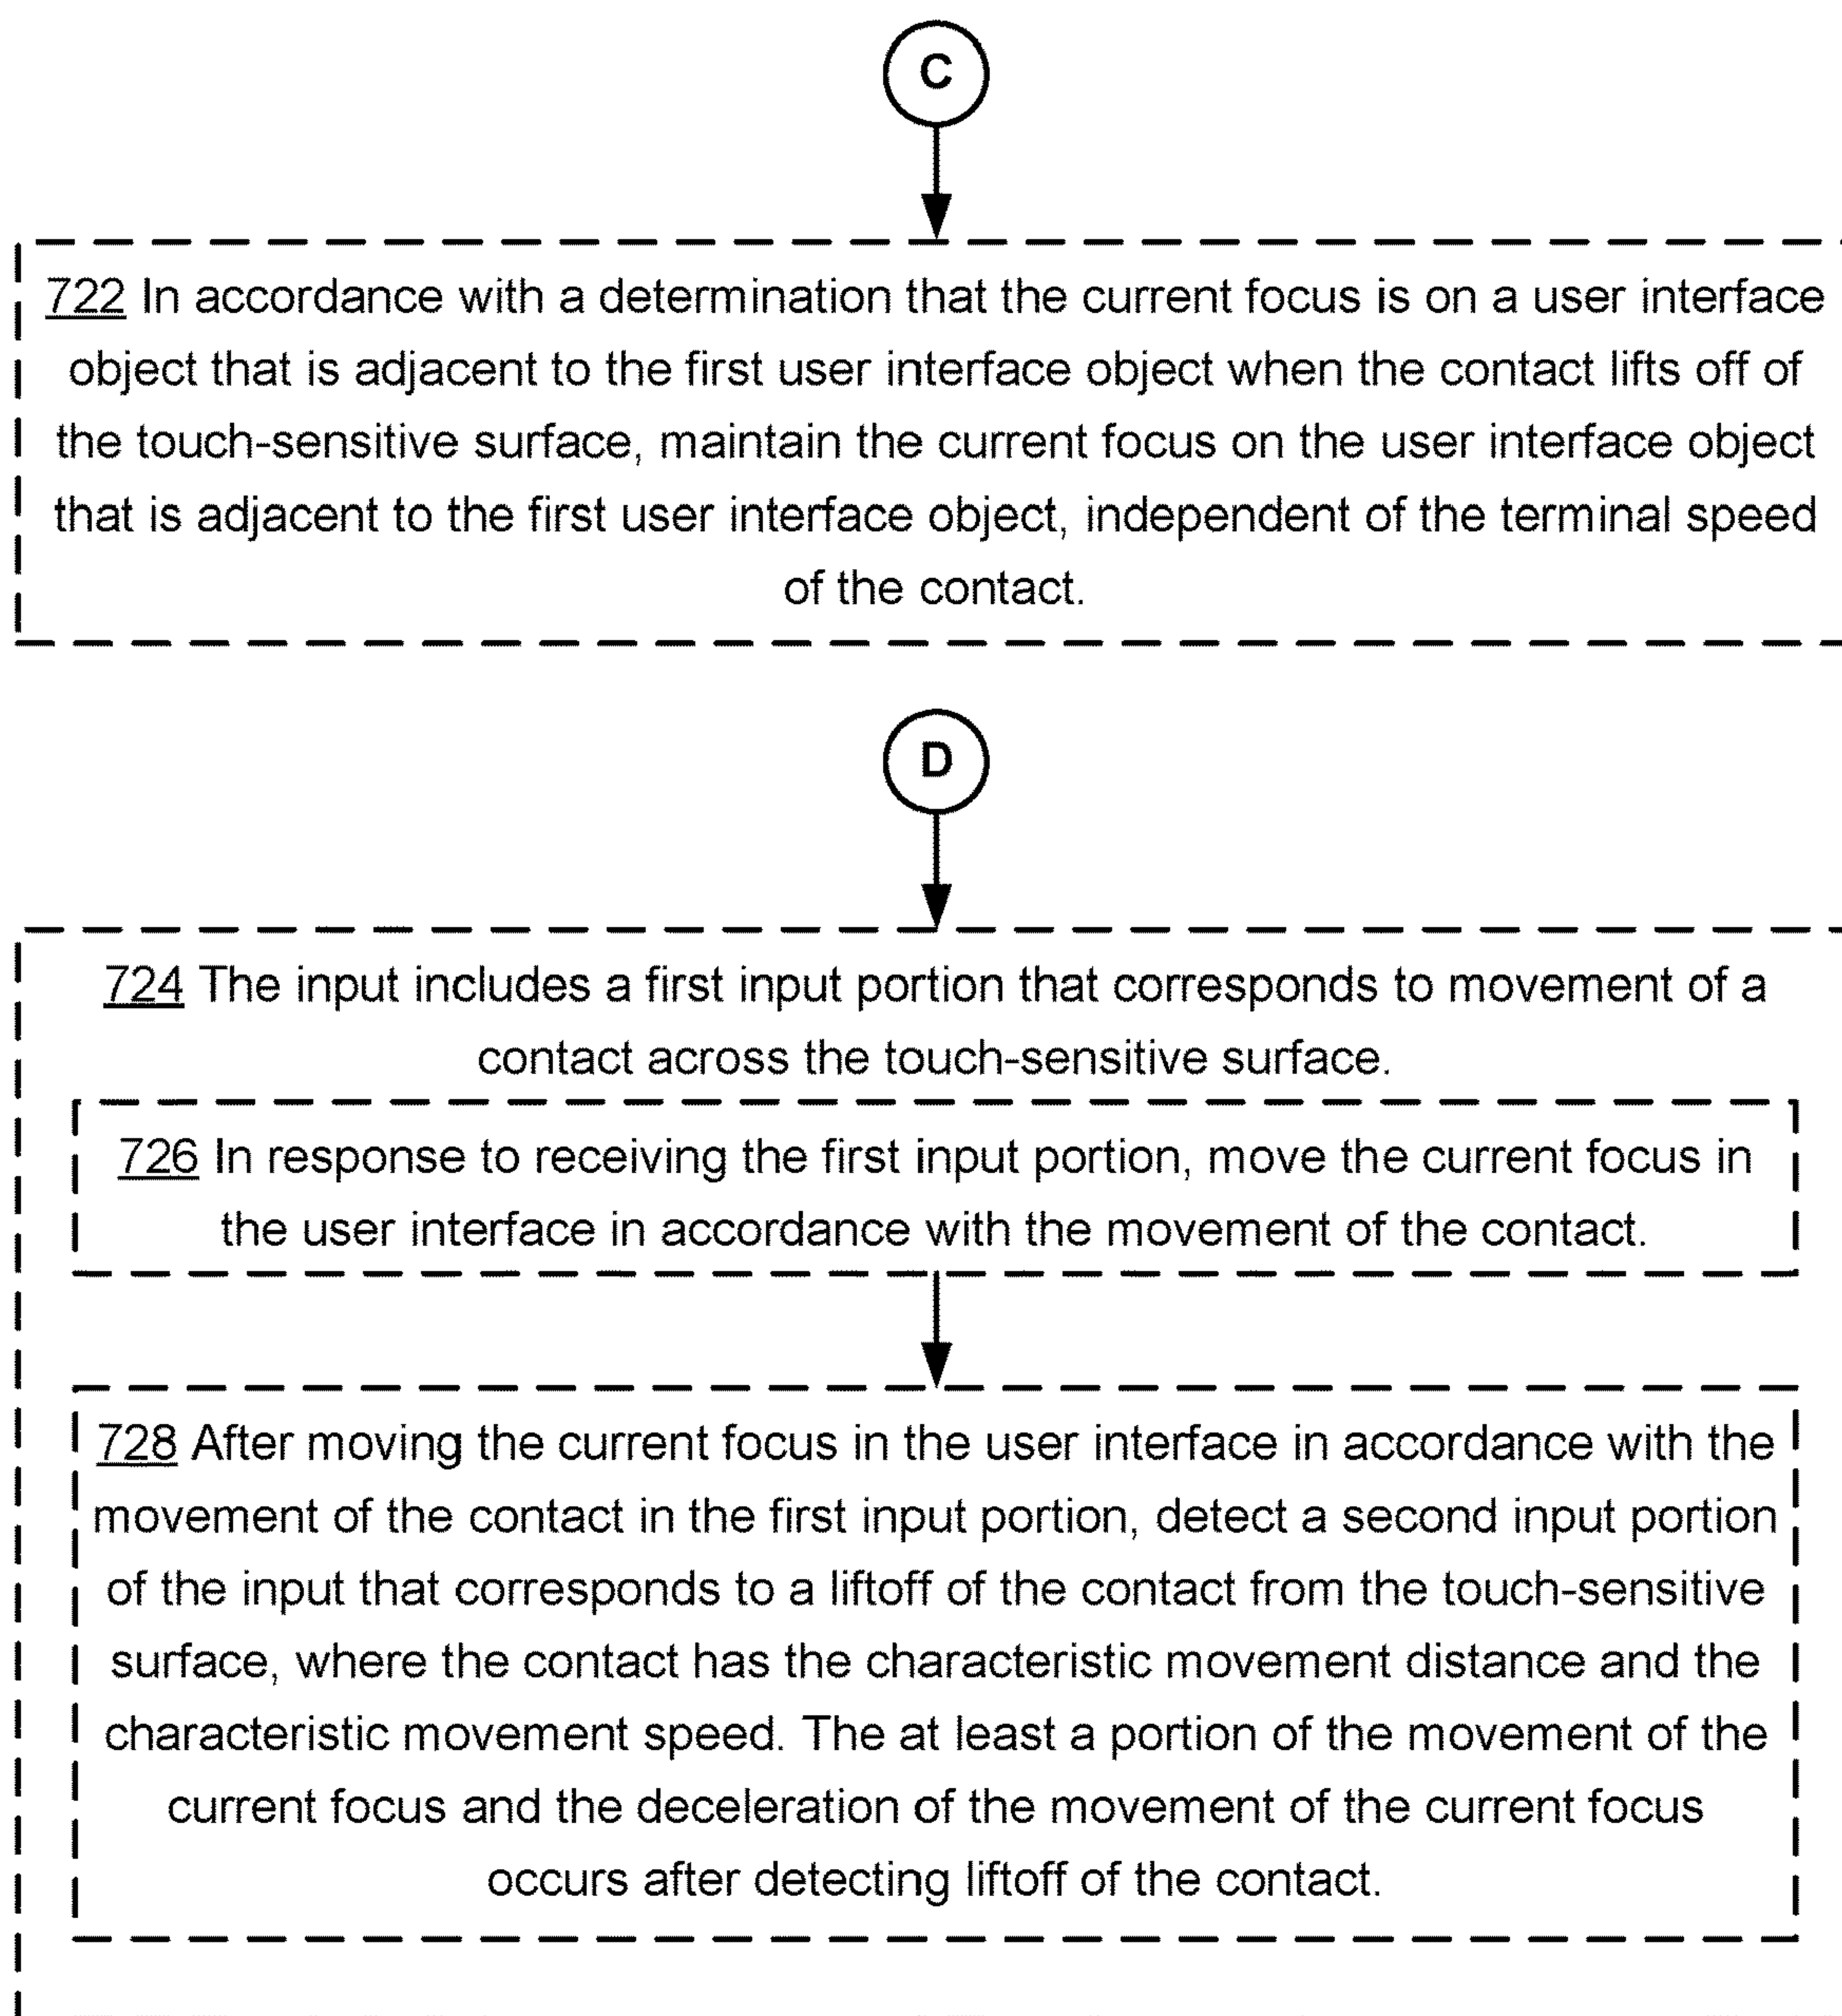 C
722 In accordance with a determination that the current focus is on a user interface
object that is adjacent to the first user interface object when the contact lifts off of
the touch-sensitive surface, maintain the current focus on the user interface object
that is adjacent to the first user interface object, independent of the terminal speed
of the contact.
D
724 The input includes a first input portion that corresponds to movement of a
contact across the touch-sensitive surface.
726 In response to receiving the first input portion, move the current focus in
the user interface in accordance with the movement of the contact.
728 After moving the current focus in the user interface in accordance with the
movement of the contact in the first input portion, detect a second input portion
of the input that corresponds to a liftoff of the contact from the touch-sensitive
surface, where the contact has the characteristic movement distance and the
characteristic movement speed. The at least a portion of the movement of the
current focus and the deceleration of the movement of the current focus
occurs after detecting liftoff of the contact.